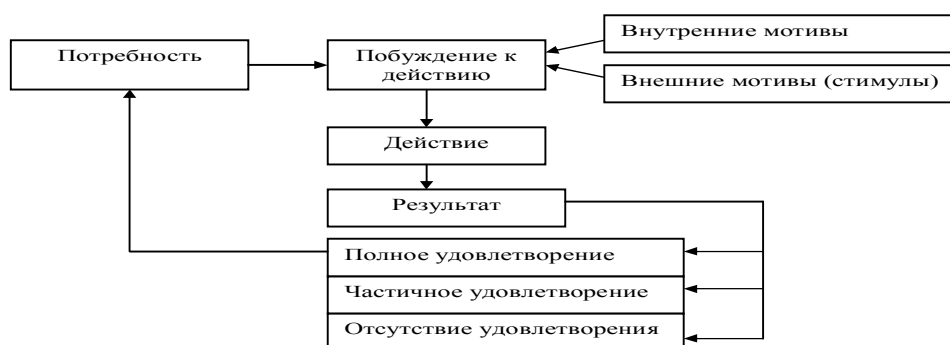 Потребность
Побуждение к
действию
Внутренние мотивы
Внешние мотивы (стимулы)
Действие
Результат
Полное удовлетворение
Частичное удовлетворение
Отсутствие удовлетворения